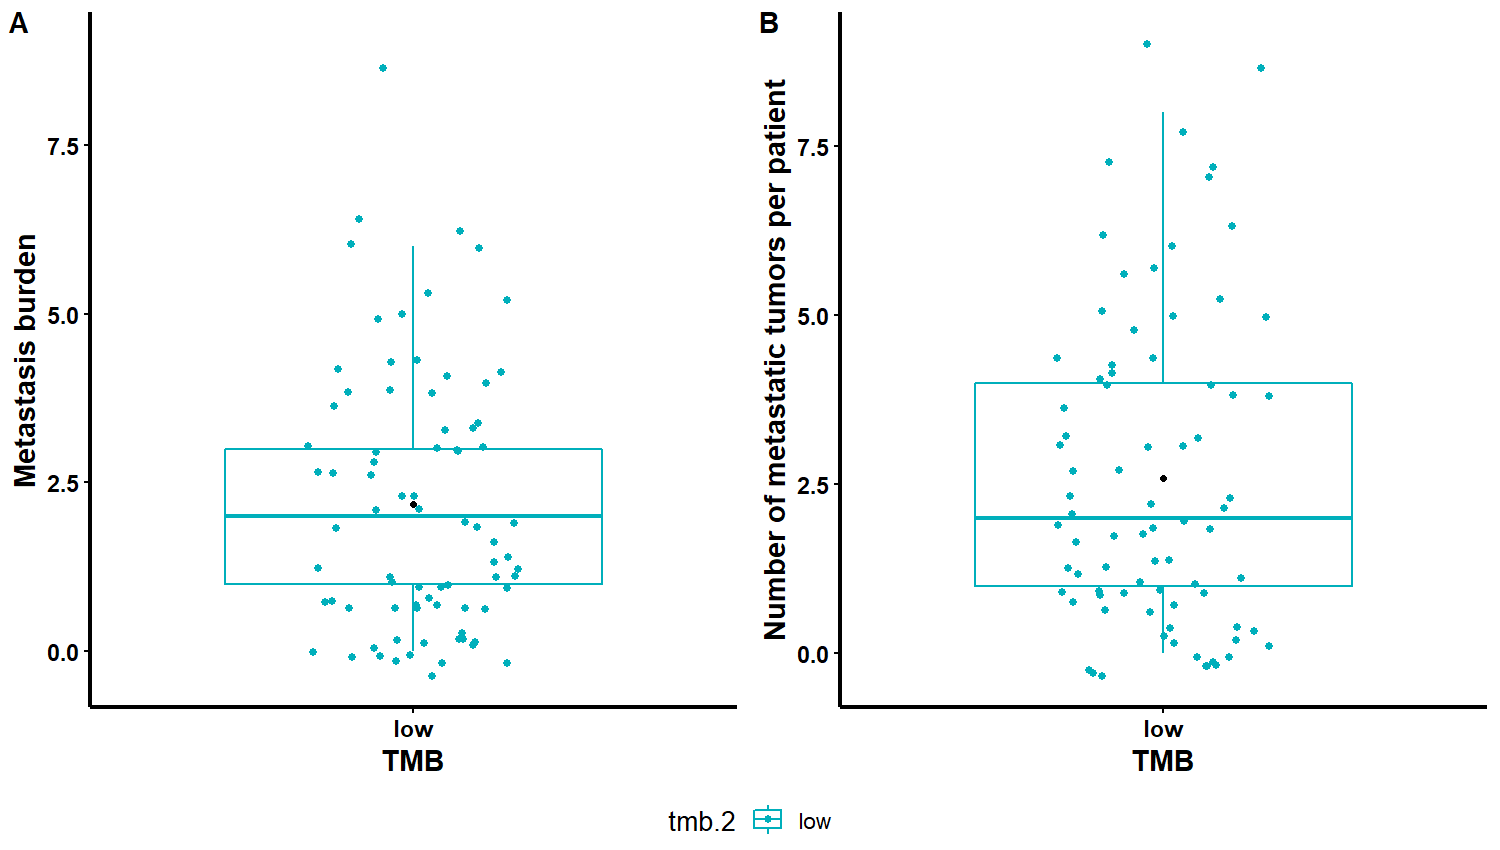 A
Metastasis burden
7.5
5.0
2.5
0.0
low
TMB
B
Number of metastatic tumors per patient
7.5
5.0
2.5
0.0
low
TMB
tmb.2 low